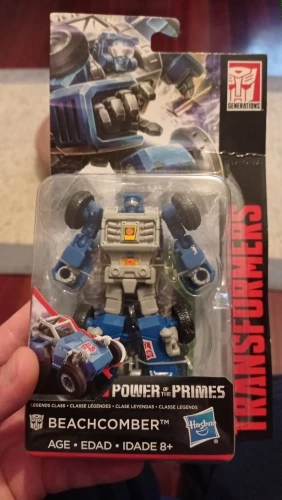 GENERATIONS
TRANSFORMERS
POWER OF THE PRIMES
LEGENDS CLASS • CLASSE LÉGENDES • CLASE LEYENDAS • CLASSE LEGENDS
BEACHCOMBER™
AGE • EDAD • IDADE 8+
Hasbro